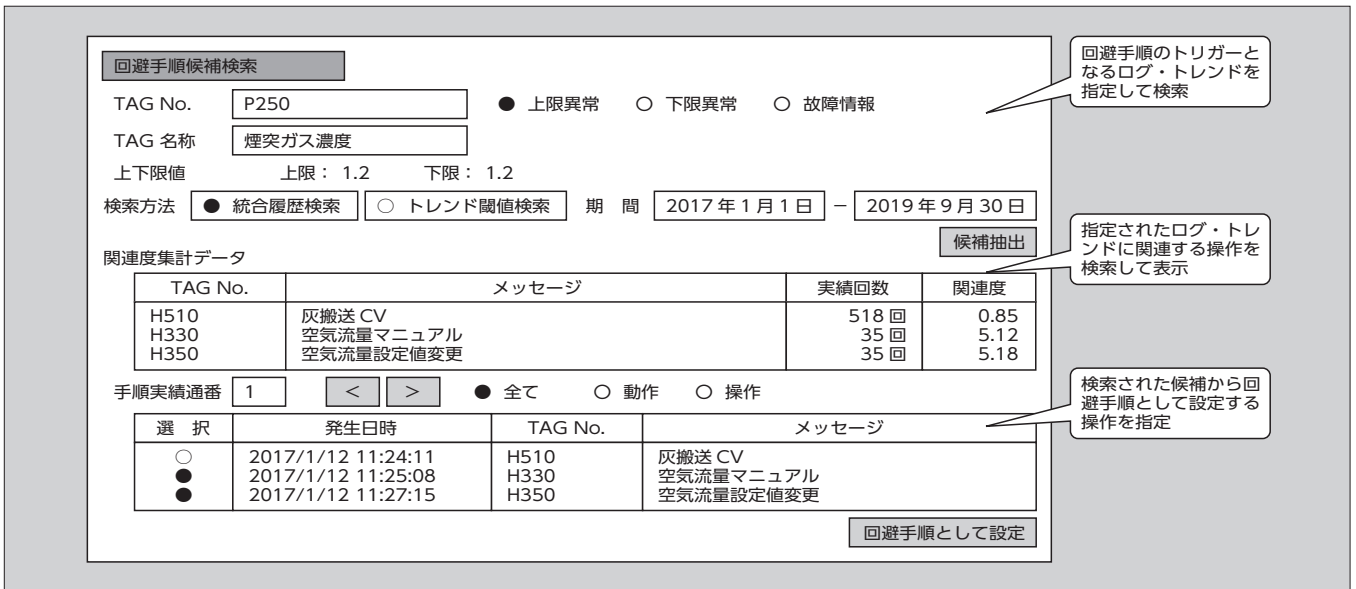 回避手順候補検索
TAG No. P250 ● 上限異常 ○ 下限異常 ○ 故障情報
TAG 名称 煙突ガス濃度
上下限値 上限： 1.2 下限： 1.2
検索方法 ● 統合履歴検索 ○ トレンド閾値検索 期 間 2017 年 1 月 1 日 － 2019 年 9 月 30 日
候補抽出
関連度集計データ
TAG No. メッセージ 実績回数 関連度
H510 灰搬送 CV 518 回 0.85
H330 空気流量マニュアル 35 回 5.12
H350 空気流量設定値変更 35 回 5.18
手順実績通番 1 < > ● 全て ○ 動作 ○ 操作
選 択 発生日時 TAG No. メッセージ
○ 2017/1/12 11:24:11 H510 灰搬送 CV
● 2017/1/12 11:25:08 H330 空気流量マニュアル
● 2017/1/12 11:27:15 H350 空気流量設定値変更
回避手順として設定
回避手順のトリガーと
なるログ・トレンドを
指定して検索
指定されたログ・トレ
ンドに関連する操作を
検索して表示
検索された候補から回
避手順として設定する
操作を指定